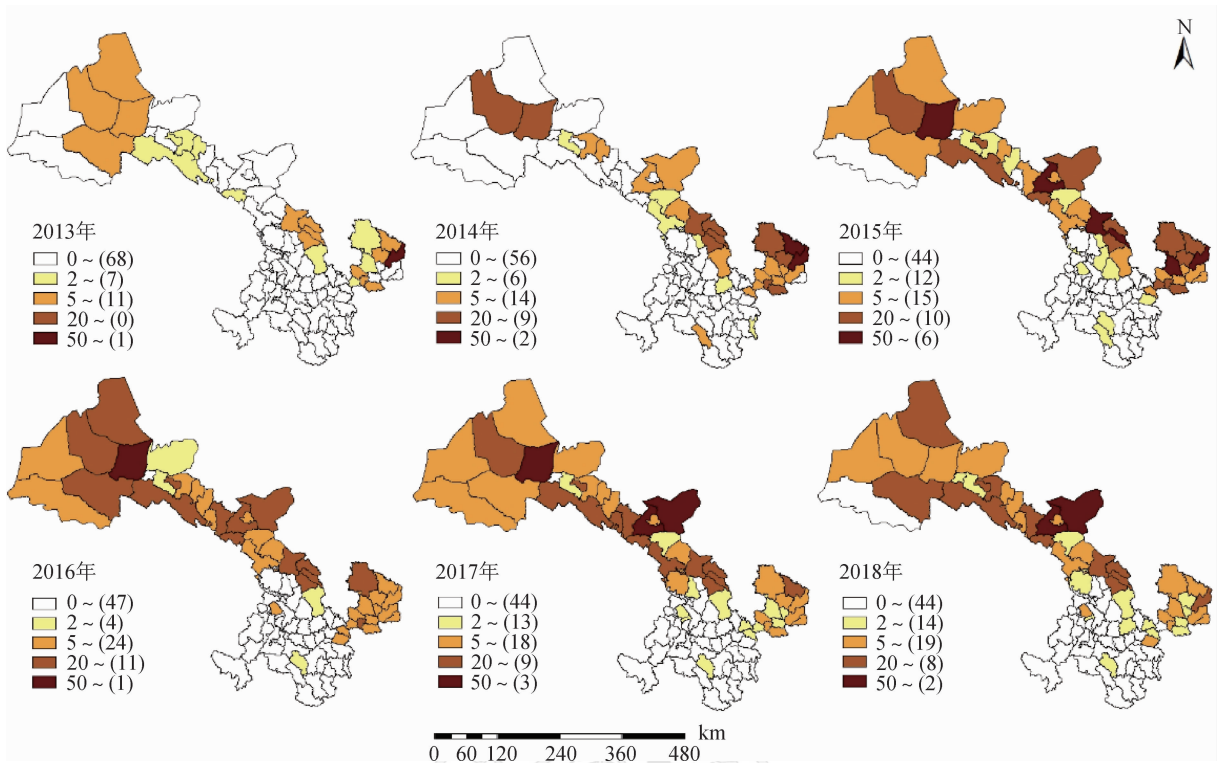 N
2013年
0 ~ (68)
2 ~ (7)
5 ~ (11)
20 ~ (0)
50 ~ (1)
2014年
0 ~ (56)
2 ~ (6)
5 ~ (14)
20 ~ (9)
50 ~ (2)
2015年
0 ~ (44)
2 ~ (12)
5 ~ (15)
20 ~ (10)
50 ~ (6)
2016年
0 ~ (47)
2 ~ (4)
5 ~ (24)
20 ~ (11)
50 ~ (1)
2017年
0 ~ (44)
2 ~ (13)
5 ~ (18)
20 ~ (9)
50 ~ (3)
2018年
0 ~ (44)
2 ~ (14)
5 ~ (19)
20 ~ (8)
50 ~ (2)
km
0 60 120 240 360 480